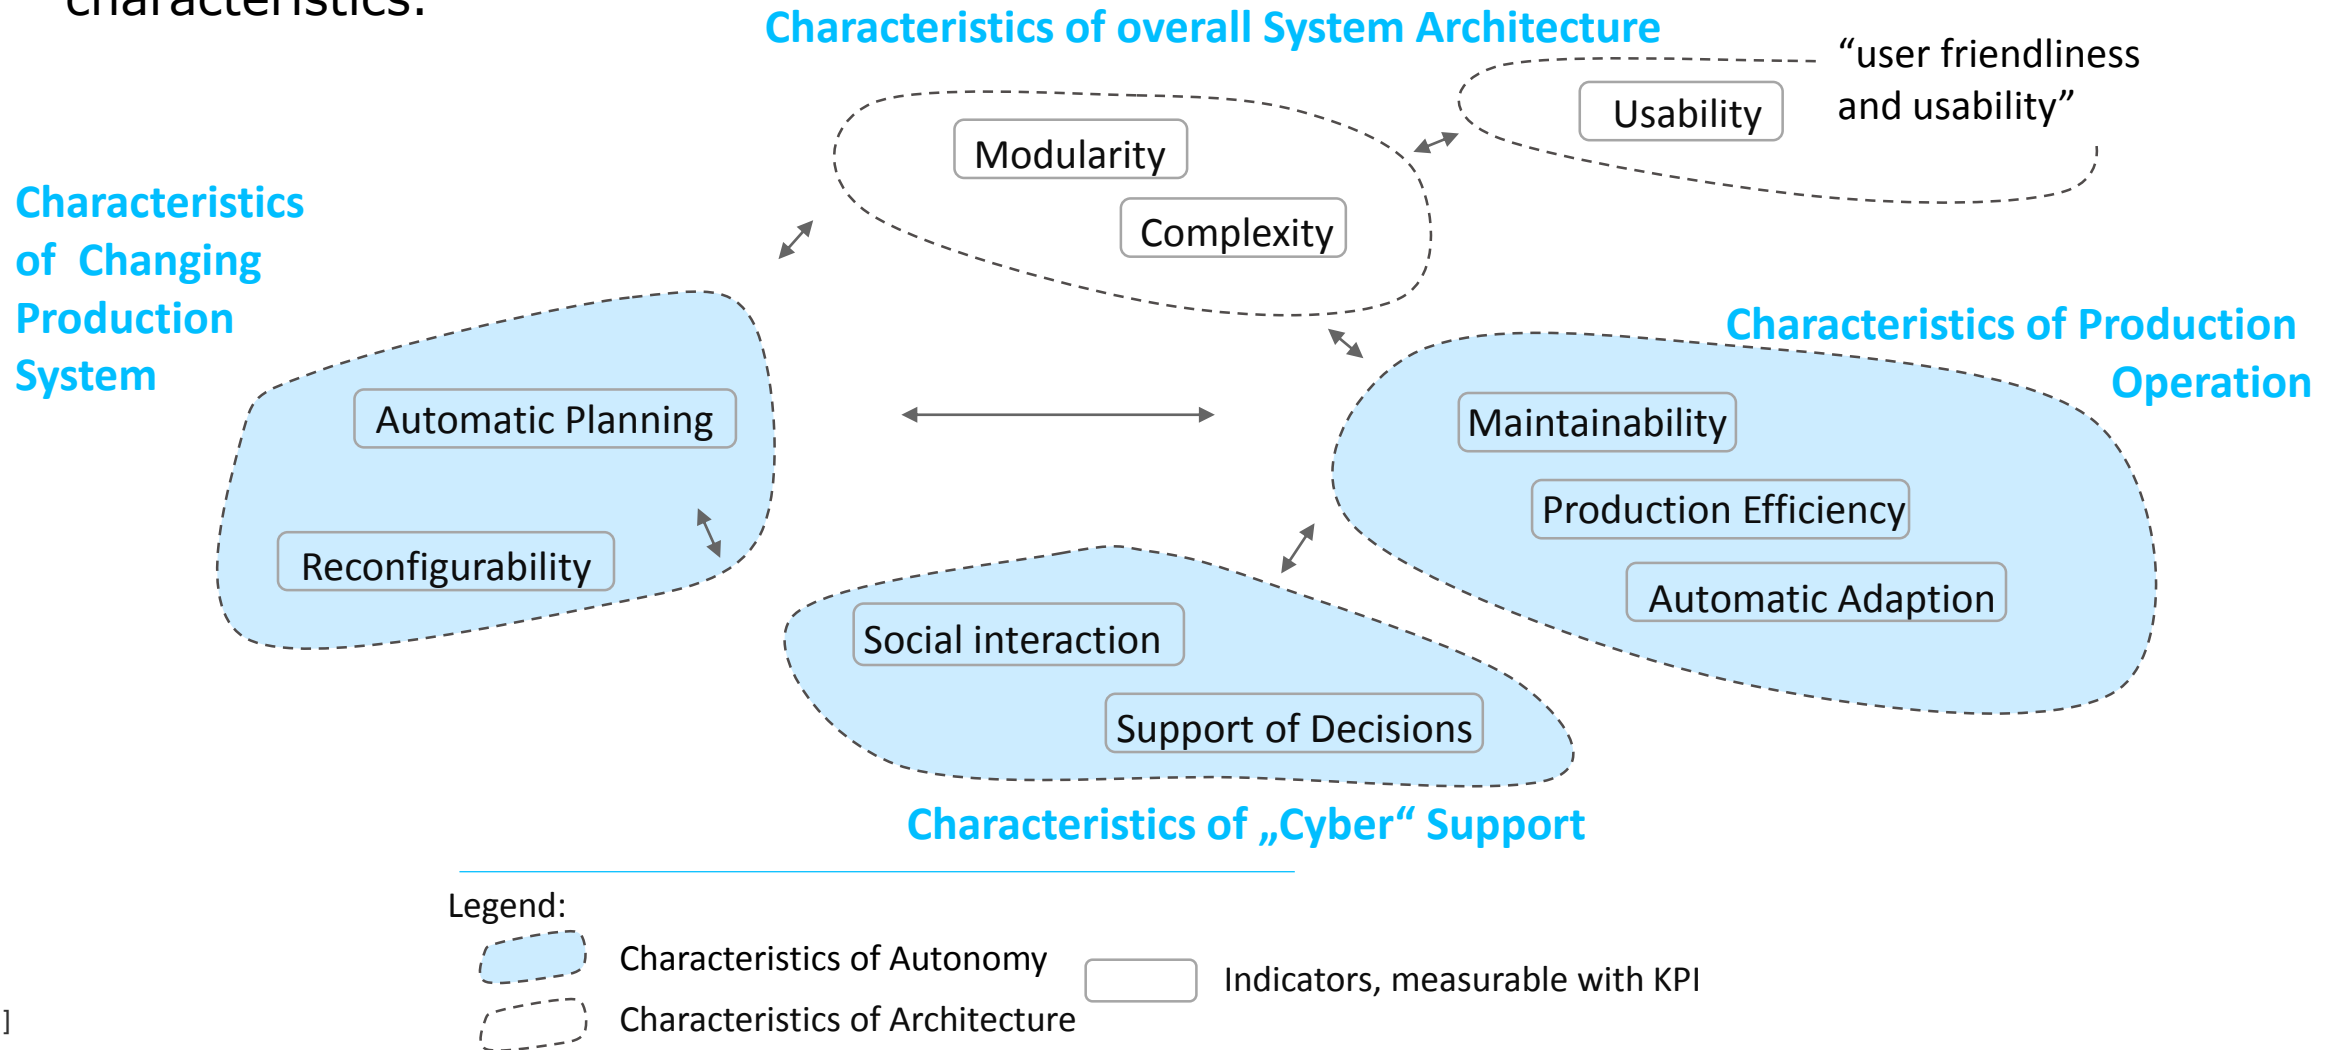 characteristics.
Characteristics of overall System Architecture
“user friendliness
and usability”
Usability
Modularity
Complexity
Characteristics
of  Changing
Production
System
Characteristics of Production
Operation
Automatic Planning
Reconfigurability
Maintainability
Production Efficiency
Automatic Adaption
Social interaction
Support of Decisions
Characteristics of „Cyber“ Support
Legend:
Characteristics of Autonomy
Indicators, measurable with KPI
Characteristics of Architecture
]